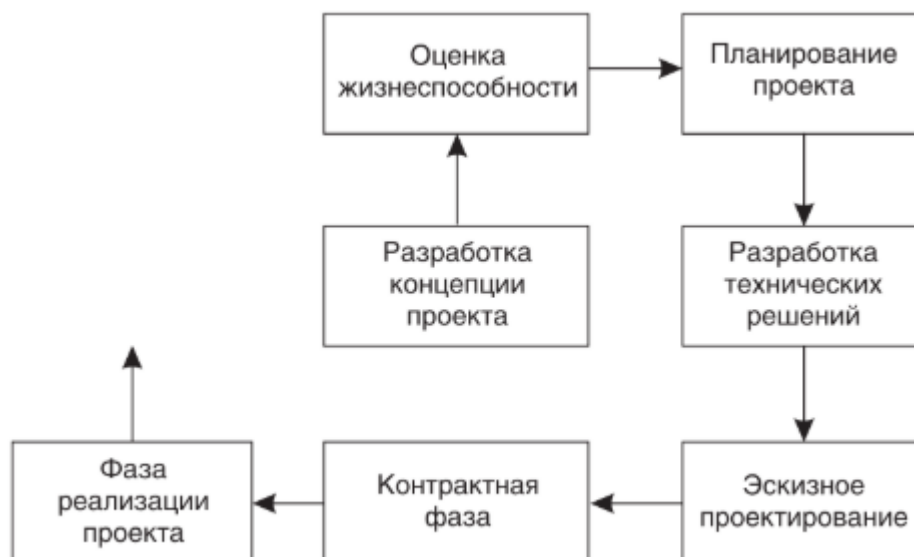 Оценка
жизнеспособности
Планирование
проекта
Разработка
концепции
проекта
Разработка
технических
решений
Фаза
реализации
проекта
Контрактная
фаза
Эскизное
проектирование